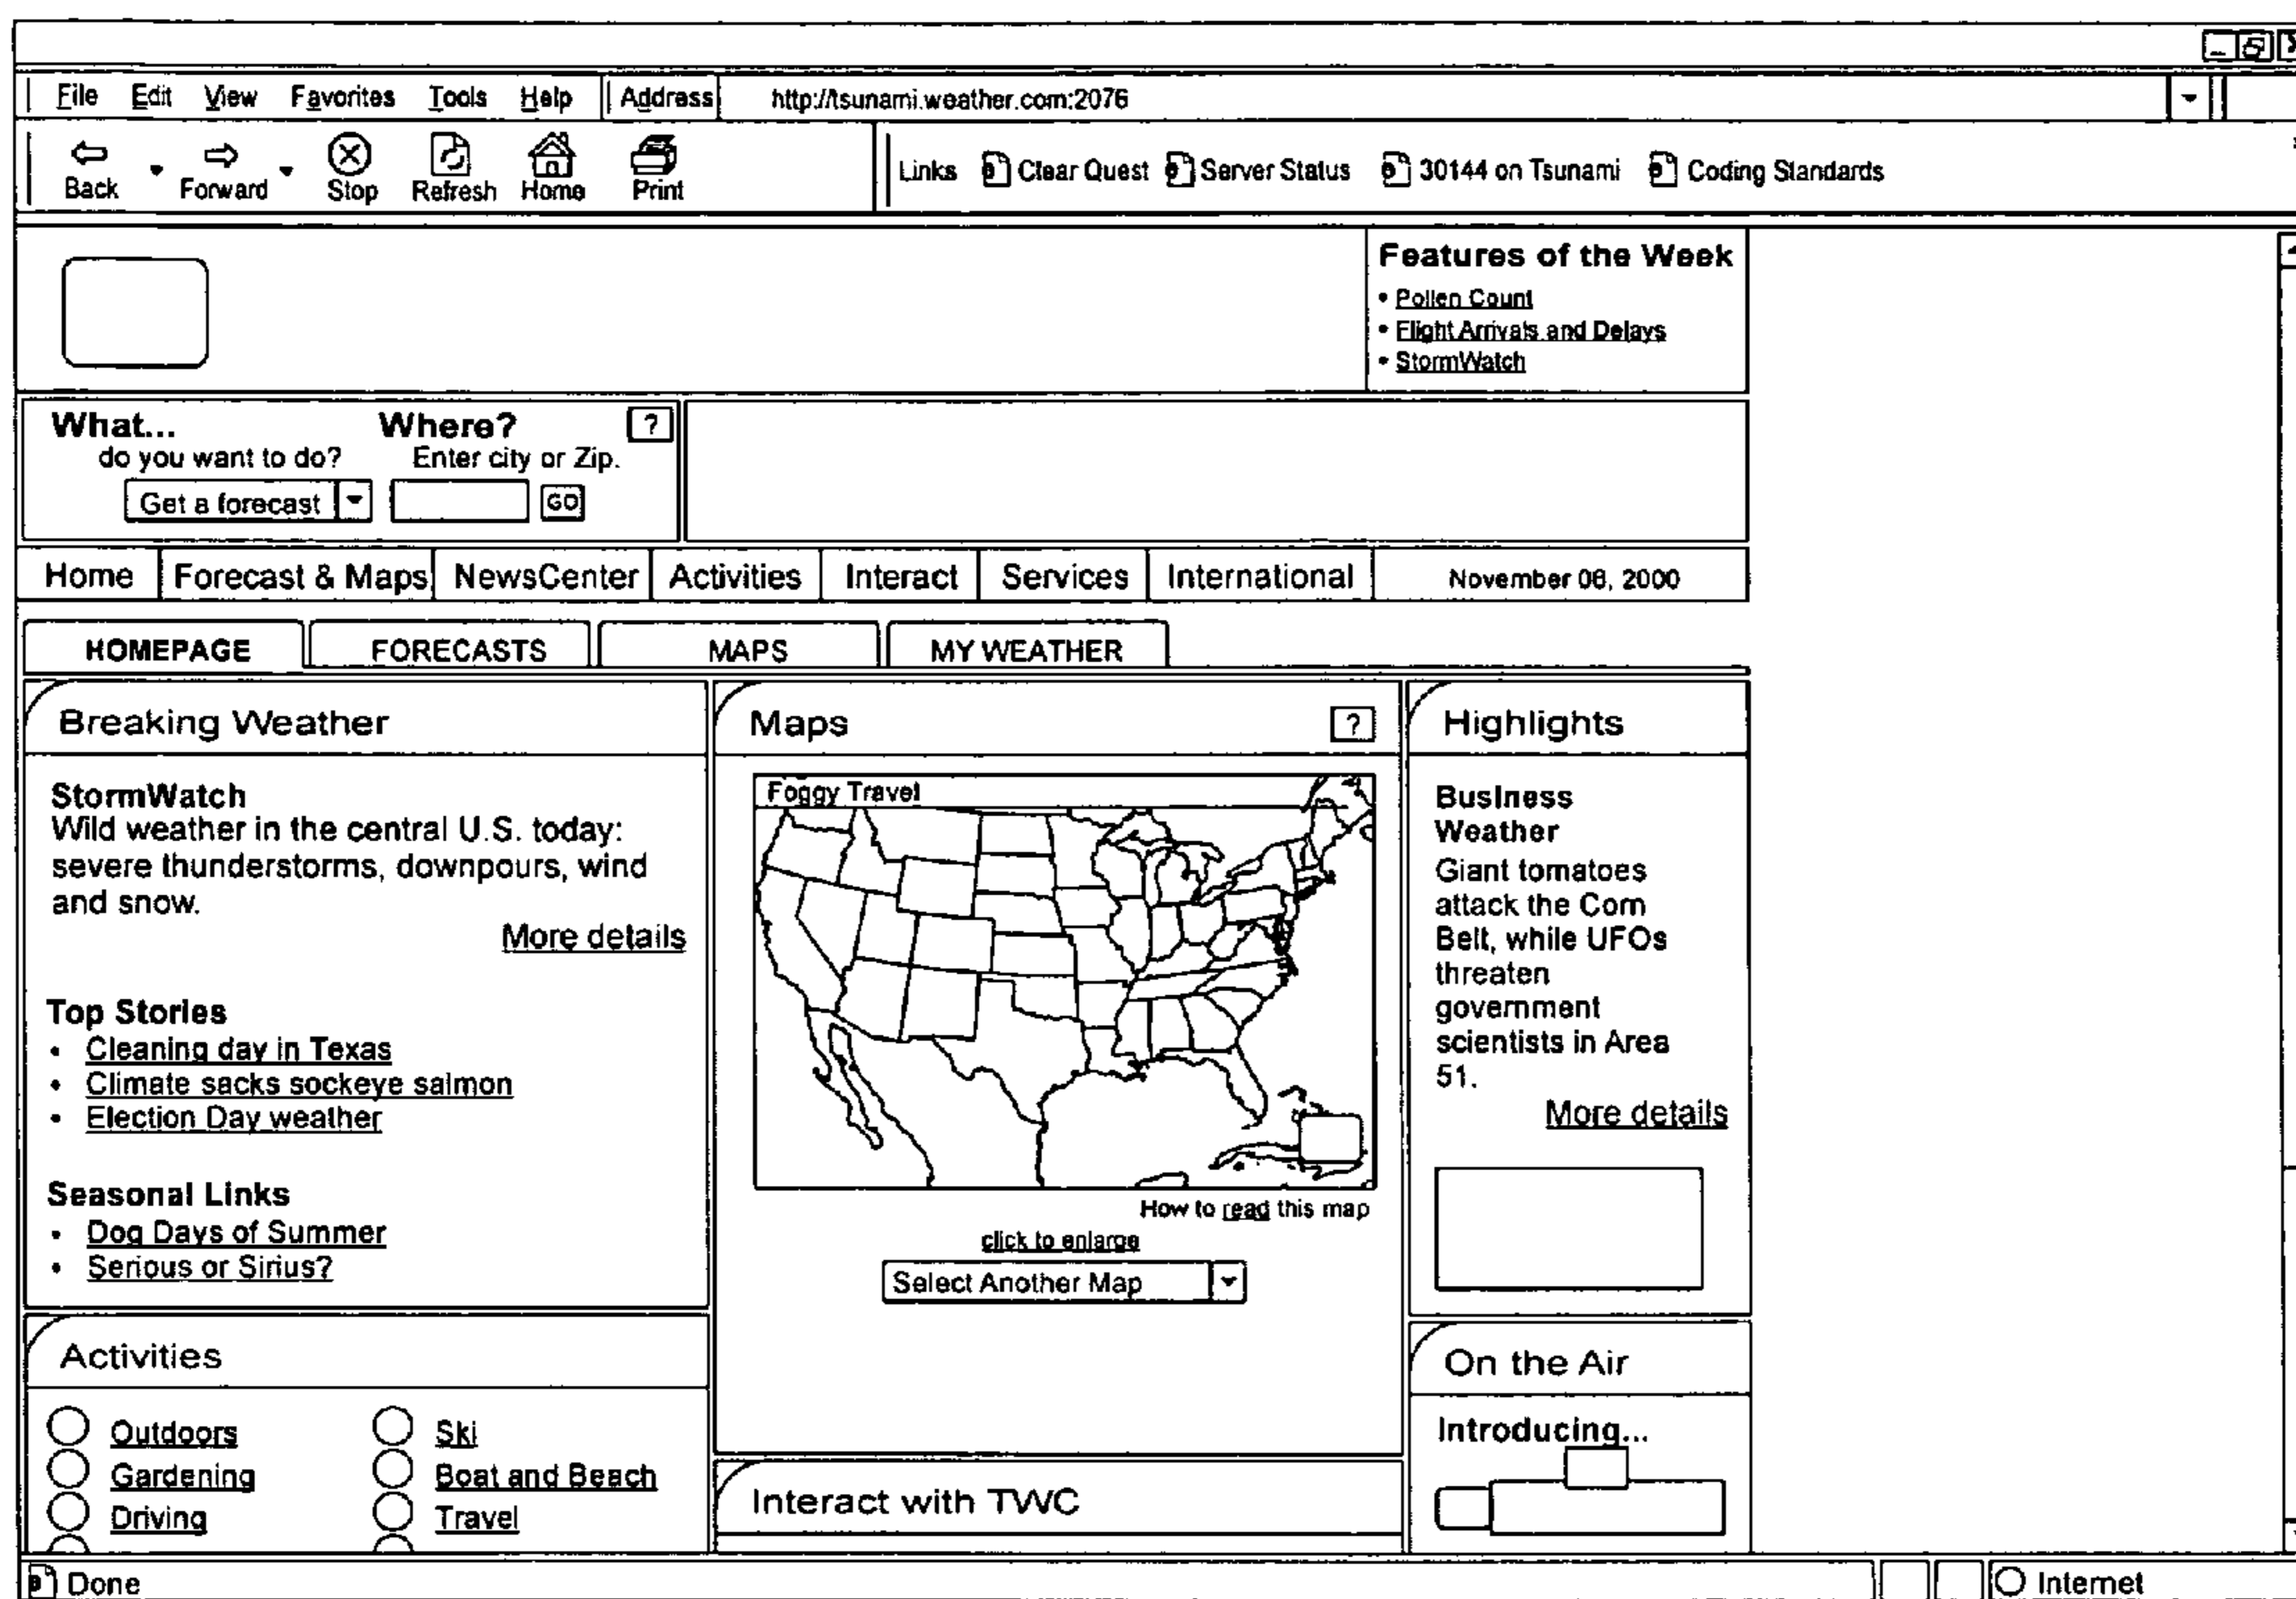 File Edit View Favorites Tools Help Address http://tsunami.weather.com:2076
Back Forward Stop Refresh Home Print Links Clear Quest Server Status 30144 on Tsunami Coding Standards
Features of the Week
• Pollen Count
• Flight Arrivals and Delays
• StormWatch
What... Where? ?
do you want to do? Enter city or Zip.
Get a forecast GO
Home Forecast & Maps NewsCenter Activities Interact Services International November 08, 2000
HOMEPAGE FORECASTS MAPS MY WEATHER
Breaking Weather
StormWatch
Wild weather in the central U.S. today:
severe thunderstorms, downpours, wind
and snow.
More details
Top Stories
• Cleaning day in Texas
• Climate sacks sockeye salmon
• Election Day weather
Seasonal Links
• Dog Days of Summer
• Serious or Sirius?
Activities
Outdoors Ski
Gardening Boat and Beach
Driving Travel
Maps ?
Foggy Travel
How to read this map
click to enlarge
Select Another Map
Interact with TWC
Highlights
Business
Weather
Giant tomatoes
attack the Corn
Belt, while UFOs
threaten
government
scientists in Area
51.
More details
On the Air
Introducing...
Done Internet